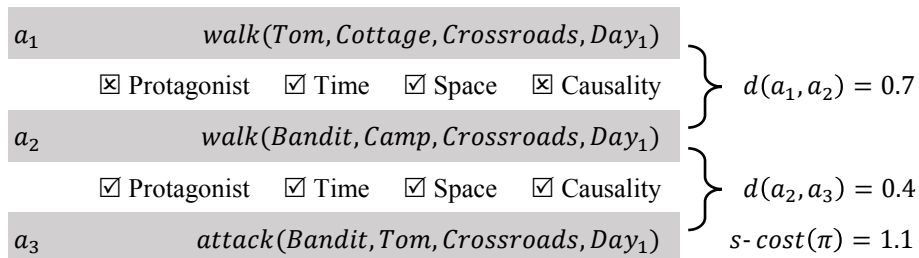 a₁ walk(Tom, Cottage, Crossroads, Day₁)
☒ Protagonist ☑ Time ☑ Space ☒ Causality d(a₁, a₂) = 0.7
a₂ walk(Bandit, Camp, Crossroads, Day₁)
☑ Protagonist ☑ Time ☑ Space ☑ Causality d(a₂, a₃) = 0.4
a₃ attack(Bandit, Tom, Crossroads, Day₁) s-cost(π) = 1.1